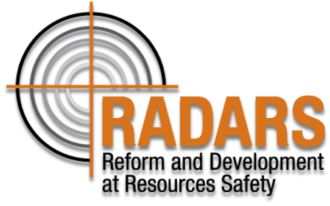 RADARS
Reform and Development
at Resources Safety